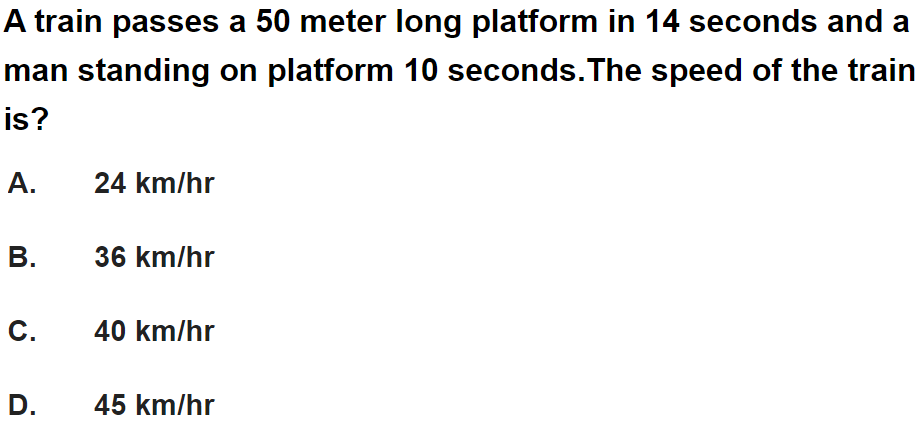 A train passes a 50 meter long platform in 14 seconds and a
man standing on platform 10 seconds.The speed of the train
is?
A. 24 km/hr
B. 36 km/hr
C. 40 km/hr
D. 45 km/hr